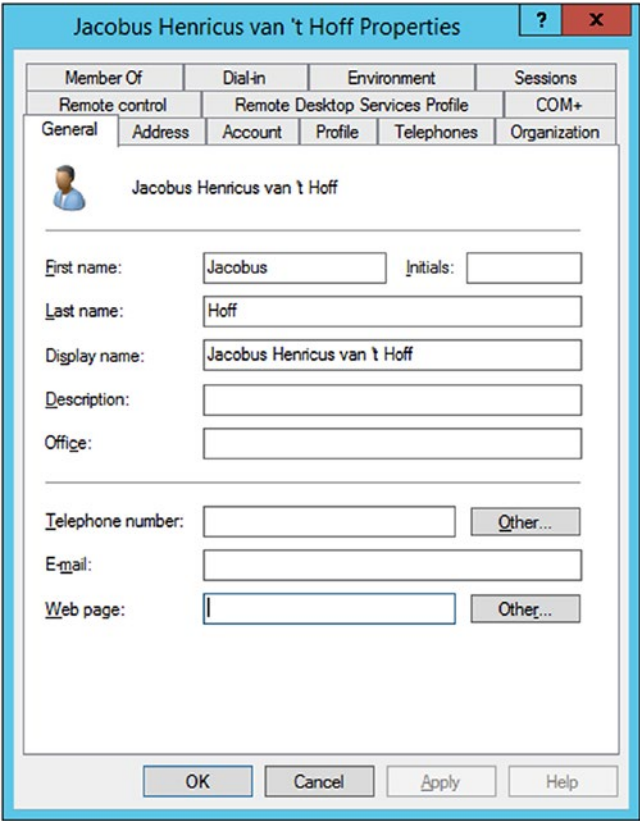 Jacobus Henricus van 't Hoff Properties ? x
Member Of Dial-in Environment Sessions
Remote control Remote Desktop Services Profile COM+
General Address Account Profile Telephones Organization
Jacobus Henricus van 't Hoff
First name: Jacobus Initials:
Last name: Hoff
Display name: Jacobus Henricus van 't Hoff
Description:
Office:
Telephone number: Other...
E-mail:
Web page: Other...
OK Cancel Apply Help